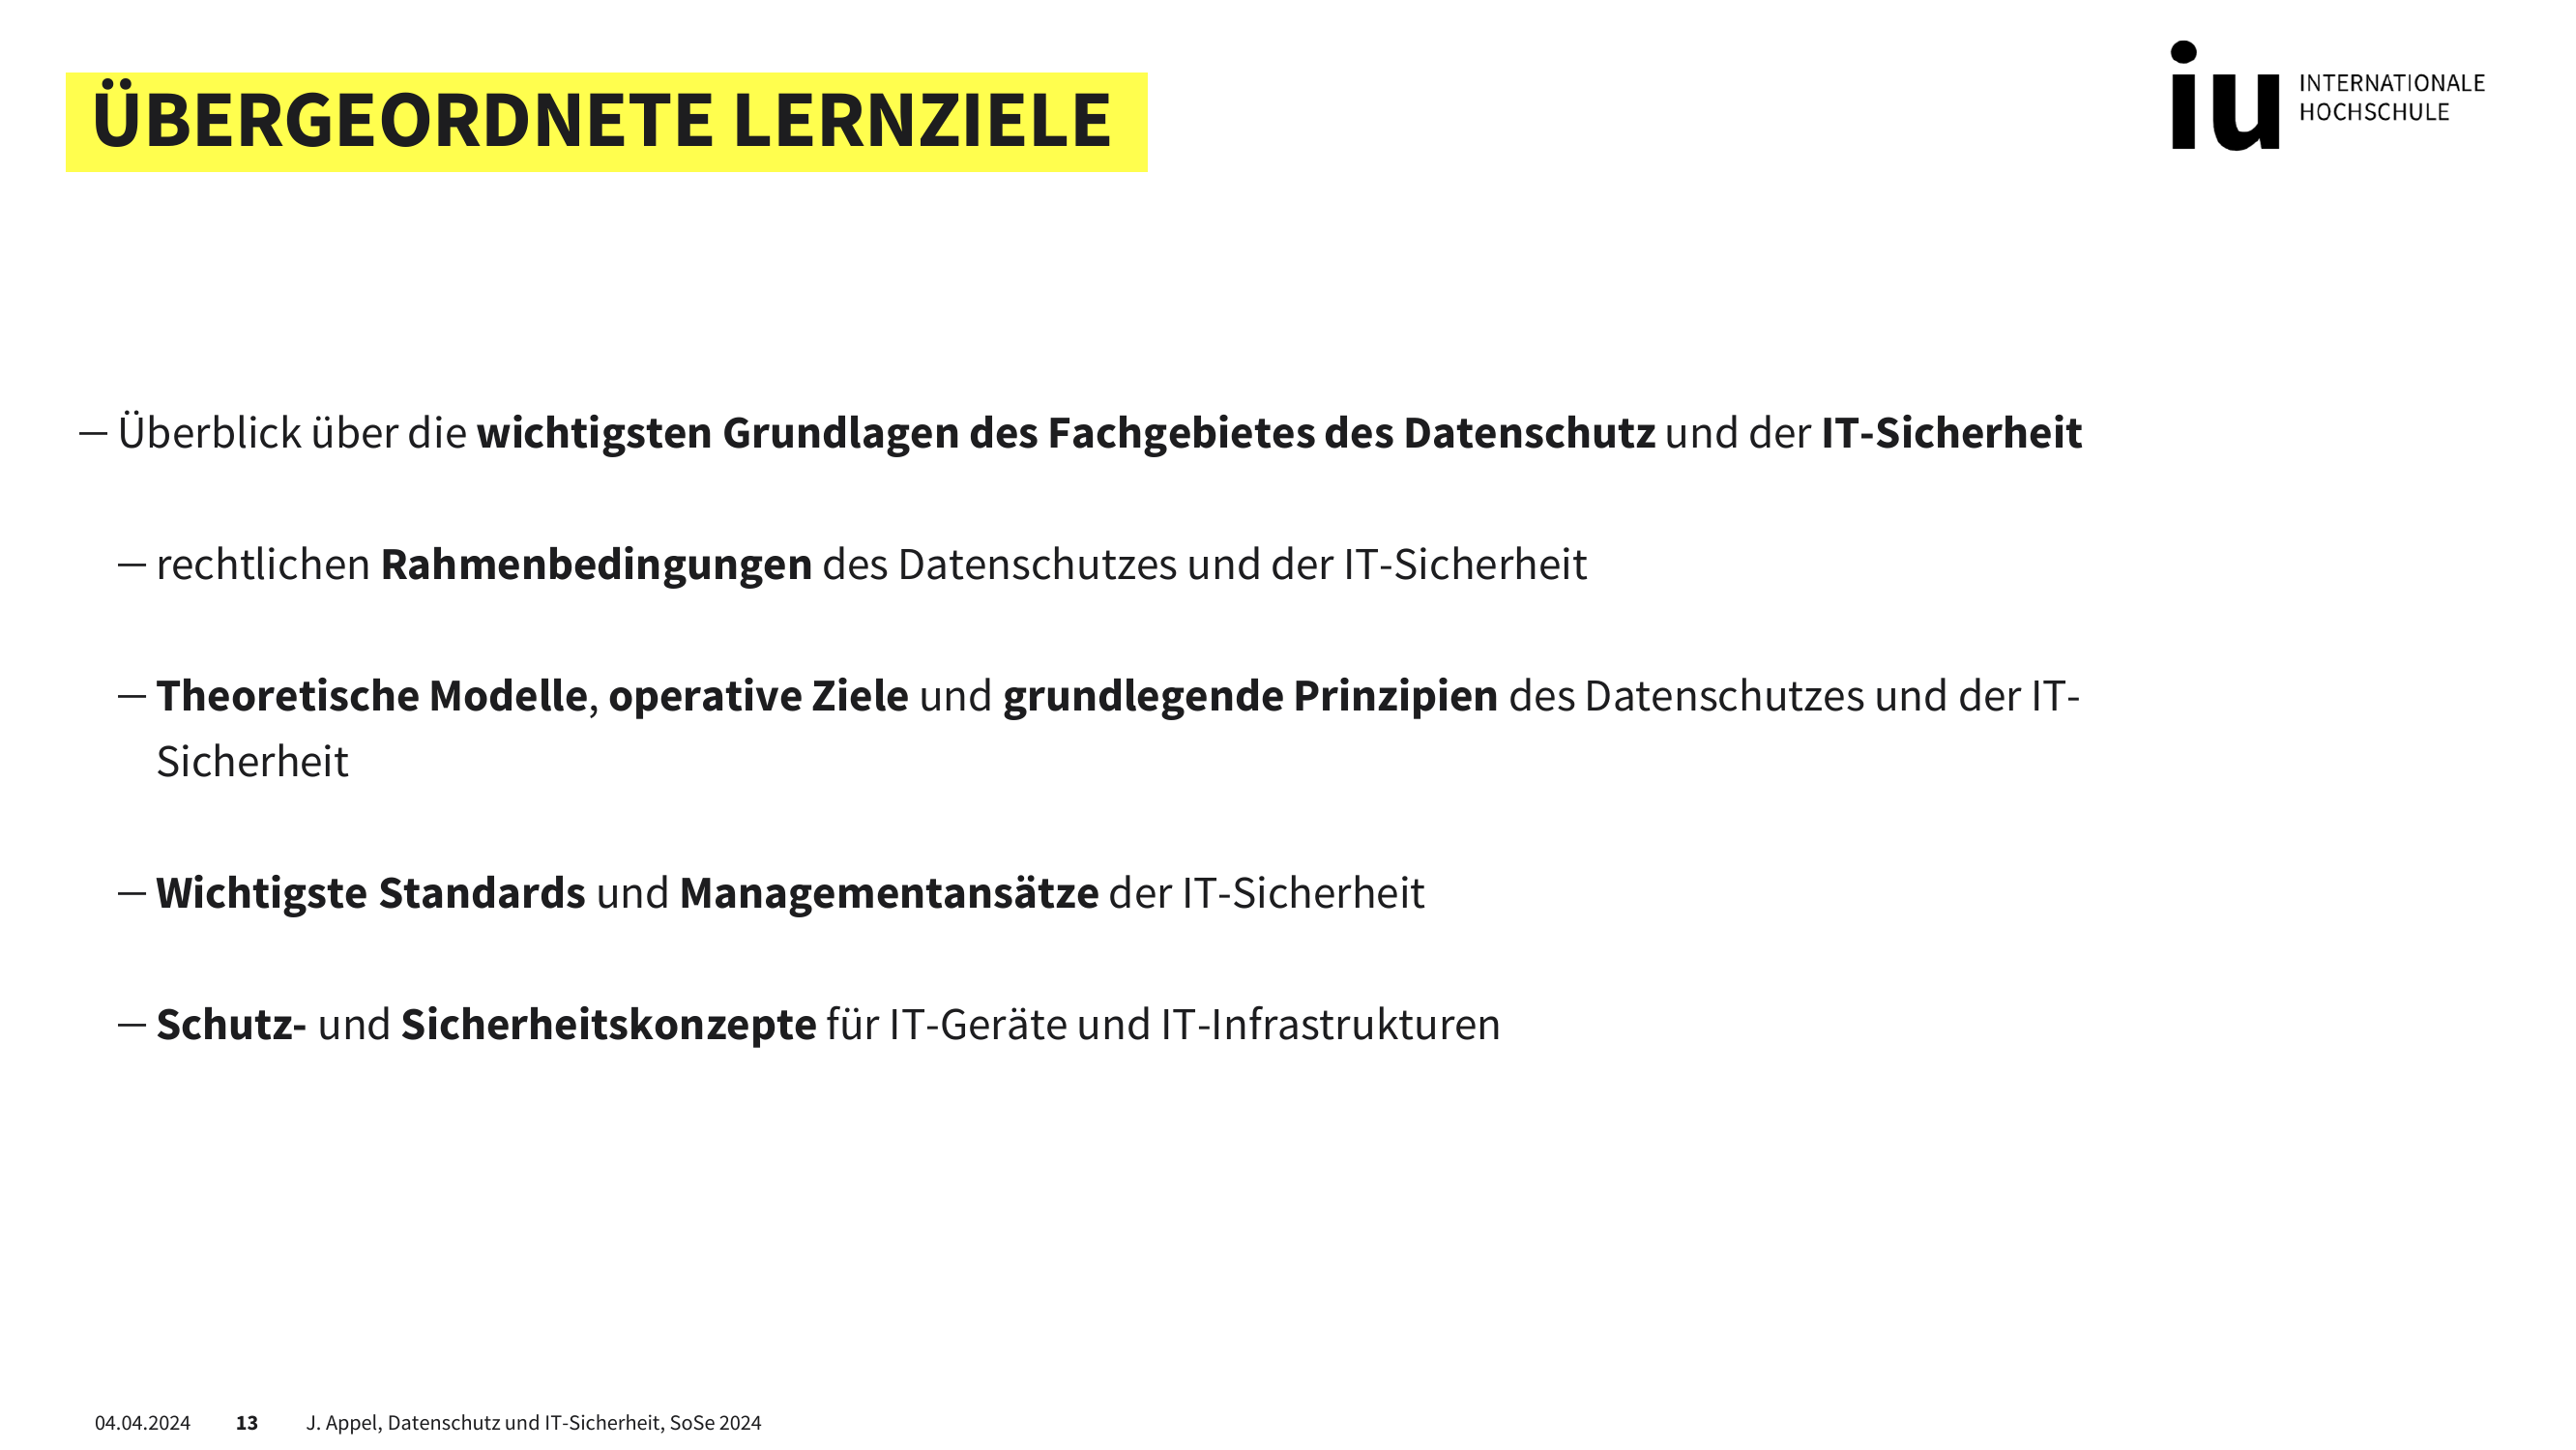 ÜBERGEORDNETE LERNZIELE
iu INTERNATIONALE
HOCHSCHULE
– Überblick über die wichtigsten Grundlagen des Fachgebietes des Datenschutz und der IT-Sicherheit
– rechtlichen Rahmenbedingungen des Datenschutzes und der IT-Sicherheit
– Theoretische Modelle, operative Ziele und grundlegende Prinzipien des Datenschutzes und der IT-
Sicherheit
– Wichtigste Standards und Managementansätze der IT-Sicherheit
– Schutz- und Sicherheitskonzepte für IT-Geräte und IT-Infrastrukturen
04.04.2024 13 J. Appel, Datenschutz und IT-Sicherheit, SoSe 2024